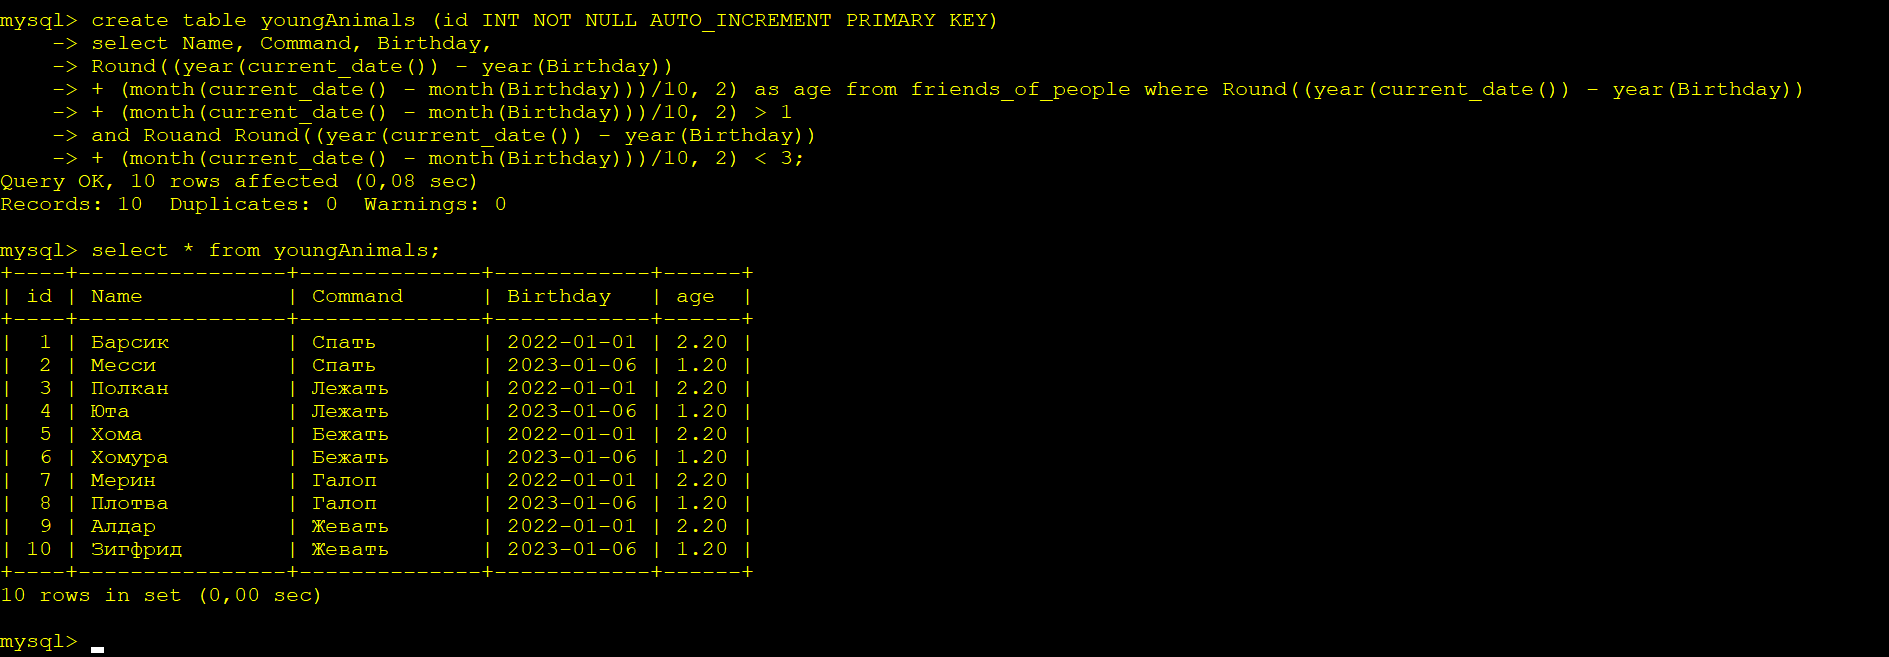 mysql> create table youngAnimals (id INT NOT NULL AUTO_INCREMENT PRIMARY KEY)
    -> select Name, Command, Birthday,
    -> Round((year(current_date()) - year(Birthday))
    -> + (month(current_date() - month(Birthday)))/10, 2) as age from friends_of_people where Round((year(current_date()) - year(Birthday))
    -> + (month(current_date() - month(Birthday)))/10, 2) > 1
    -> and Rouand Round((year(current_date()) - year(Birthday))
    -> + (month(current_date() - month(Birthday)))/10, 2) < 3;
Query OK, 10 rows affected (0,08 sec)
Records: 10  Duplicates: 0  Warnings: 0
mysql> select * from youngAnimals;
+----+----------------+--------------+------------+------+
| id | Name           | Command      | Birthday   | age  |
+----+----------------+--------------+------------+------+
|  1 | Барсик         | Спать        | 2022-01-01 | 2.20 |
|  2 | Месси          | Спать        | 2023-01-06 | 1.20 |
|  3 | Полкан         | Лежать       | 2022-01-01 | 2.20 |
|  4 | Юта            | Лежать       | 2023-01-06 | 1.20 |
|  5 | Хома           | Бежать       | 2022-01-01 | 2.20 |
|  6 | Хомура         | Бежать       | 2023-01-06 | 1.20 |
|  7 | Мерин          | Галоп        | 2022-01-01 | 2.20 |
|  8 | Плотва         | Галоп        | 2023-01-06 | 1.20 |
|  9 | Алдар          | Жевать       | 2022-01-01 | 2.20 |
| 10 | Зигфрид        | Жевать       | 2023-01-06 | 1.20 |
+----+----------------+--------------+------------+------+
10 rows in set (0,00 sec)
mysql>